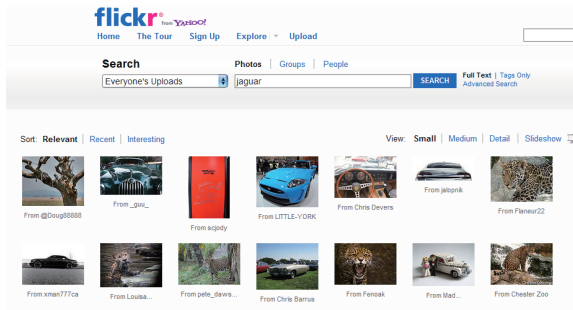 flickr from YAHOO!
Home The Tour Sign Up Explore Upload
Search Photos Groups People
Everyone's Uploads jaguar SEARCH Full Text | Tags Only
Advanced Search
Sort: Relevant Recent Interesting View: Small Medium Detail Slideshow
From @Doug88888 From _guu_ From scjody From LITTLE-YORK From Chris Devers From jalopnik From Flaneur22
From xman777ca From Louisa... From pete_daws... From Chris Barrus From Fenoak From Mad... From Chester Zoo